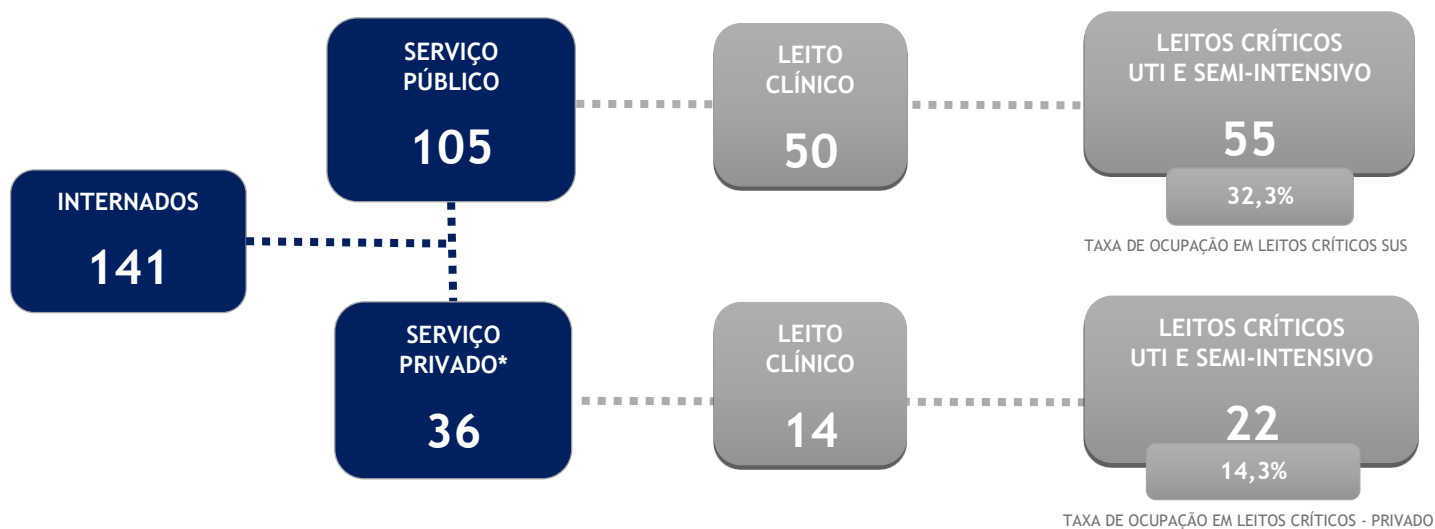 INTERNADOS
141
SERVIÇO
PÚBLICO
105
LEITO
CLÍNICO
50
LEITOS CRÍTICOS
UTI E SEMI-INTENSIVO
55
32,3%
TAXA DE OCUPAÇÃO EM LEITOS CRÍTICOS SUS
SERVIÇO
PRIVADO*
36
LEITO
CLÍNICO
14
LEITOS CRÍTICOS
UTI E SEMI-INTENSIVO
22
14,3%
TAXA DE OCUPAÇÃO EM LEITOS CRÍTICOS - PRIVADO